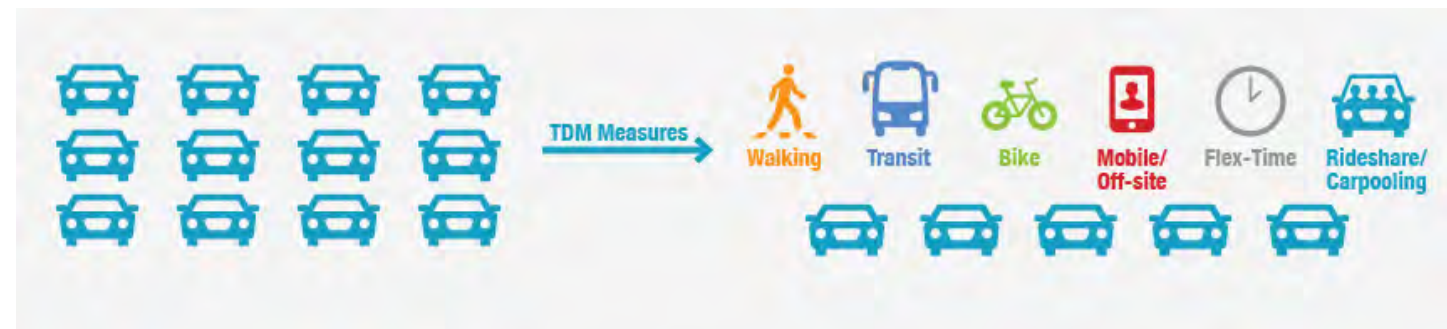 TDM Measures
Walking
Transit
Bike
Mobile/
Off-site
Flex-Time
Rideshare/
Carpooling